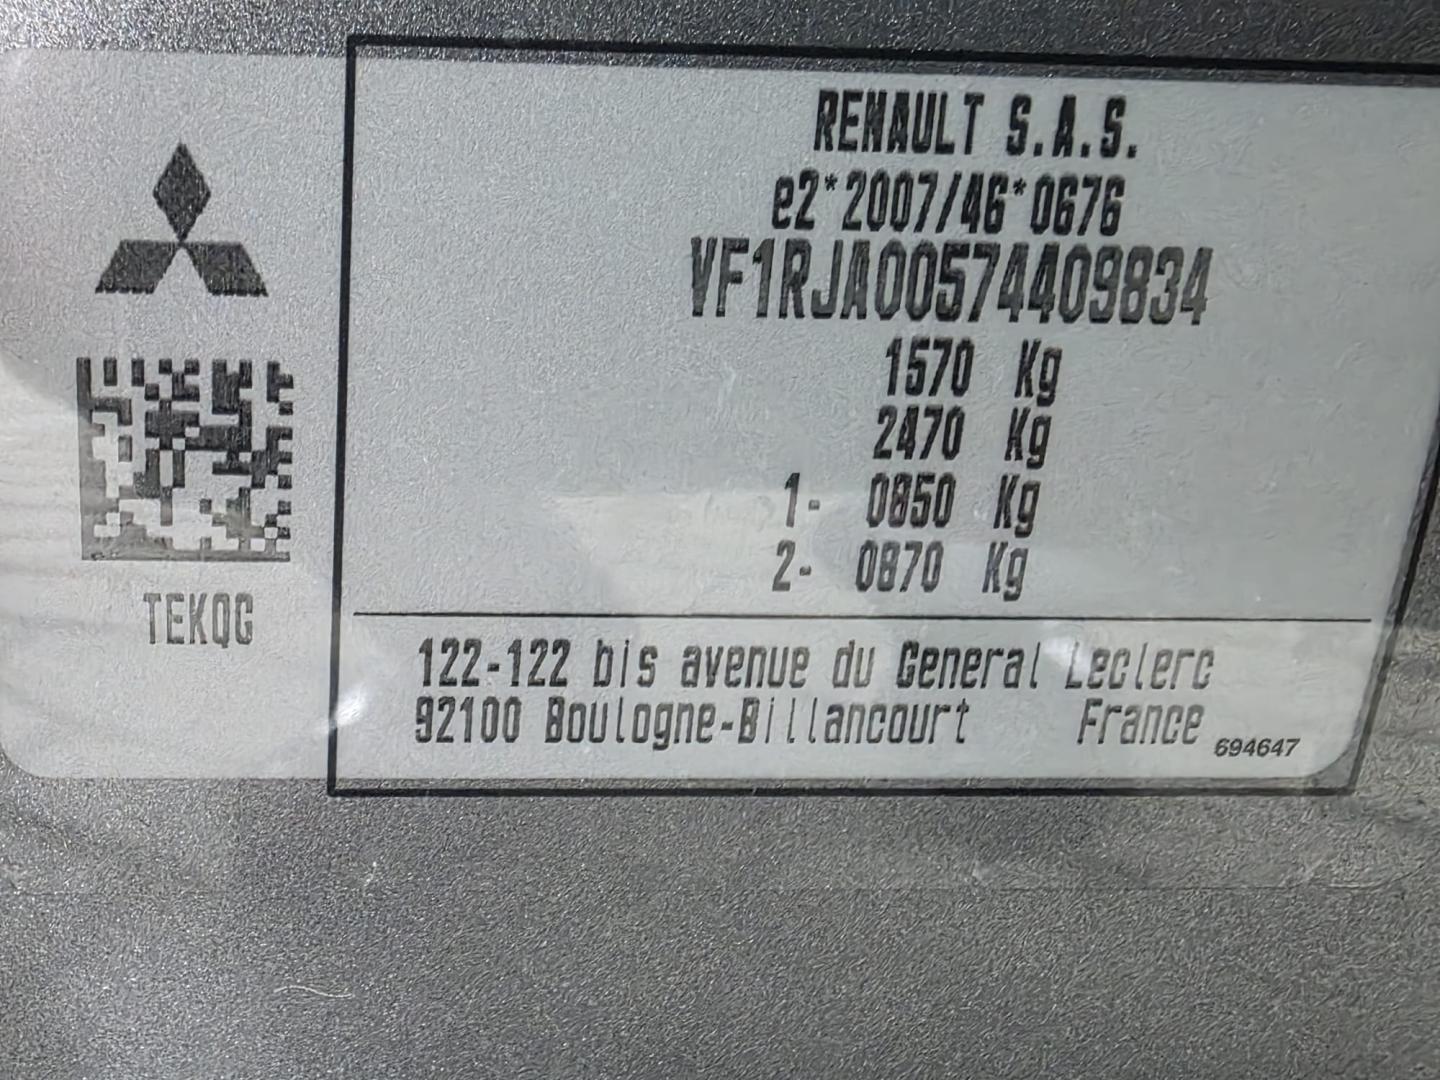 RENAULT S.A.S.
e2*2007/46*0676
VF1RJA00574409834
1570 Kg
2470 Kg
1- 0850 Kg
2- 0870 Kg
TEKQG
122-122 bis avenue du General Leclerc
92100 Boulogne-Billancourt France
694647